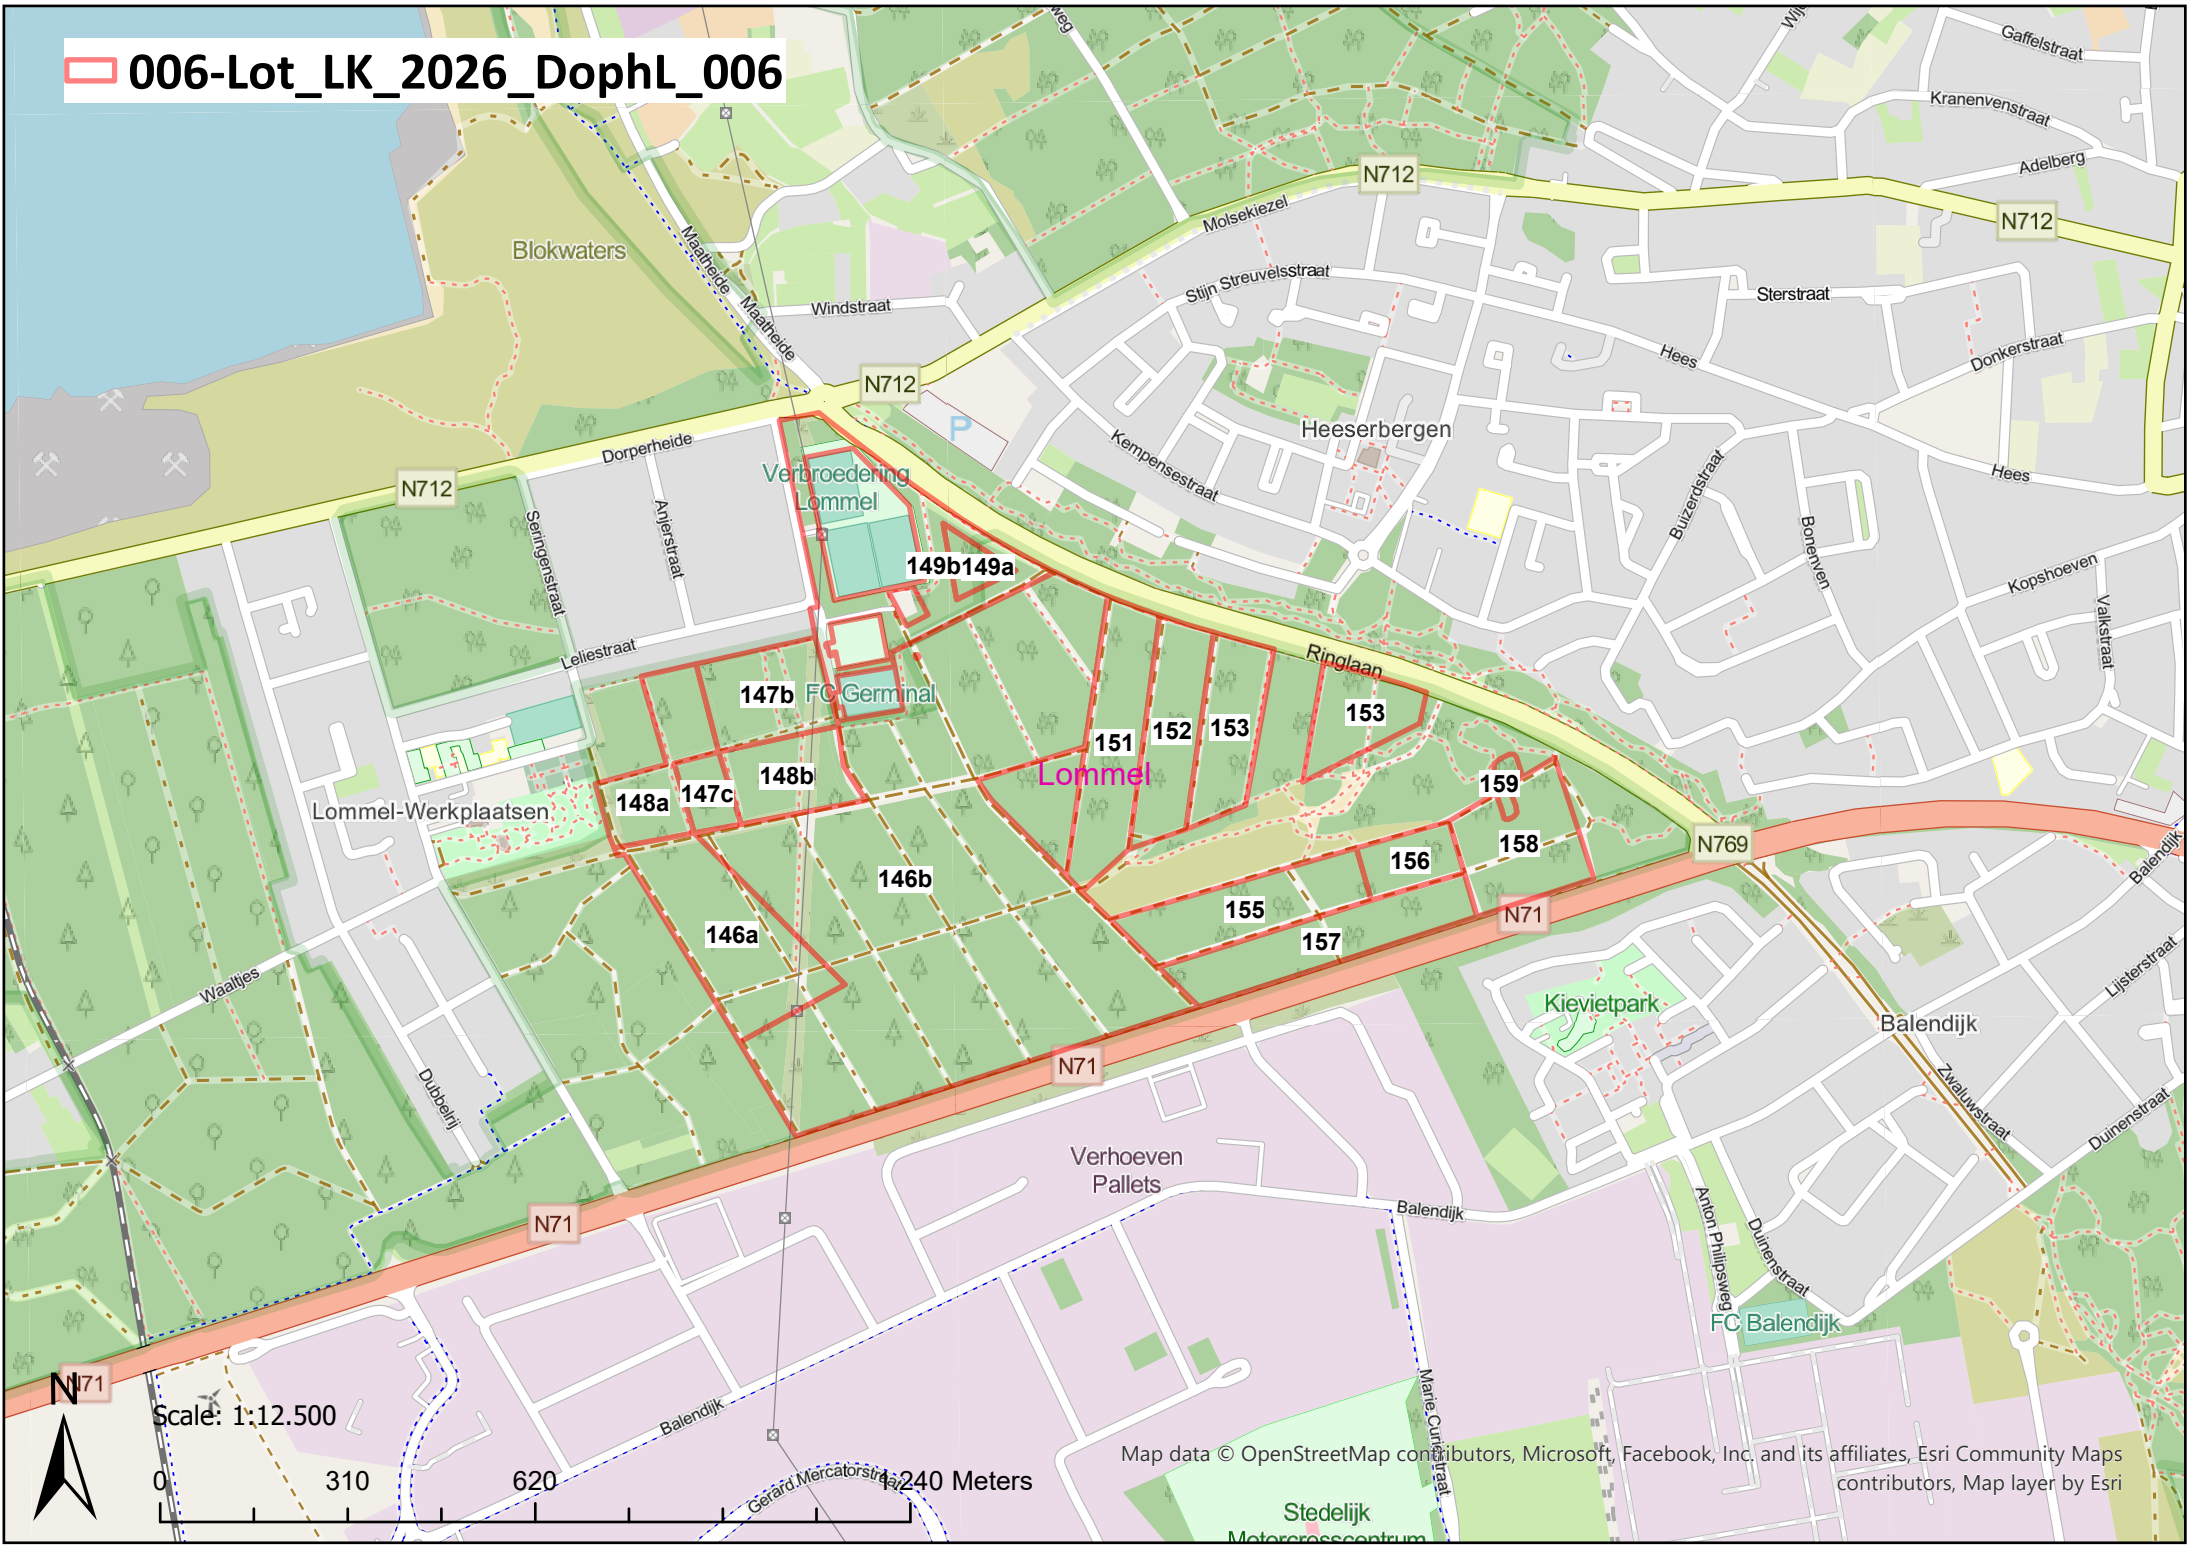 006-Lot_LK_2026_DophL_006
Gaffelstraat
Kranenvenstraat
Adelberg
N712
Molsekiezel
N712
Blokwaters
Maatheide
Maatheide
Windstraat
Stijn Streuvelsstraat
Sterstraat
Hees
Donkerstraat
N712
P
Heeserbergen
Dorperheide
Kempensestraat
Verbroedering
Lommel
N712
Hees
Seringenstraat
Anjerstraat
Buizerdstraat
Bonenven
149b
149a
Kopshoeven
Valkstraat
Leliestraat
Ringlaan
147b
FC Germinal
153
151
152
153
Lommel
148b
147c
148a
159
Lommel-Werkplaatsen
158
N769
156
146b
155
N71
146a
157
Balendijk
Waaltjes
Lijsterstraat
Kievietpark
Balendijk
N71
Dubbelrij
Zwaluwstraat
Duinenstraat
Verhoeven
Pallets
Balendijk
N71
Anton Philipsweg
Duinenstraat
FC Balendijk
N71
N
Scale: 1:12.500
Balendijk
Marie Curiestraat
Map data © OpenStreetMap contributors, Microsoft, Facebook, Inc. and its affiliates, Esri Community Maps
contributors, Map layer by Esri
0 310 620 1.240 Meters
Gerard Mercatorstraat
Stedelijk
Motorcrosscentrum